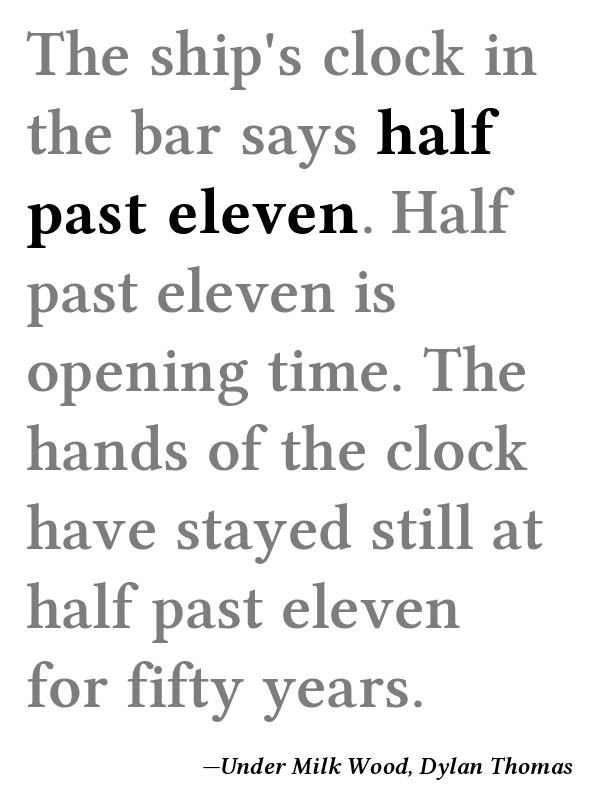 The ship's clock in
the bar says half
past eleven. Half
past eleven is
opening time. The
hands of the clock
have stayed still at
half past eleven
for fifty years.
—Under Milk Wood, Dylan Thomas